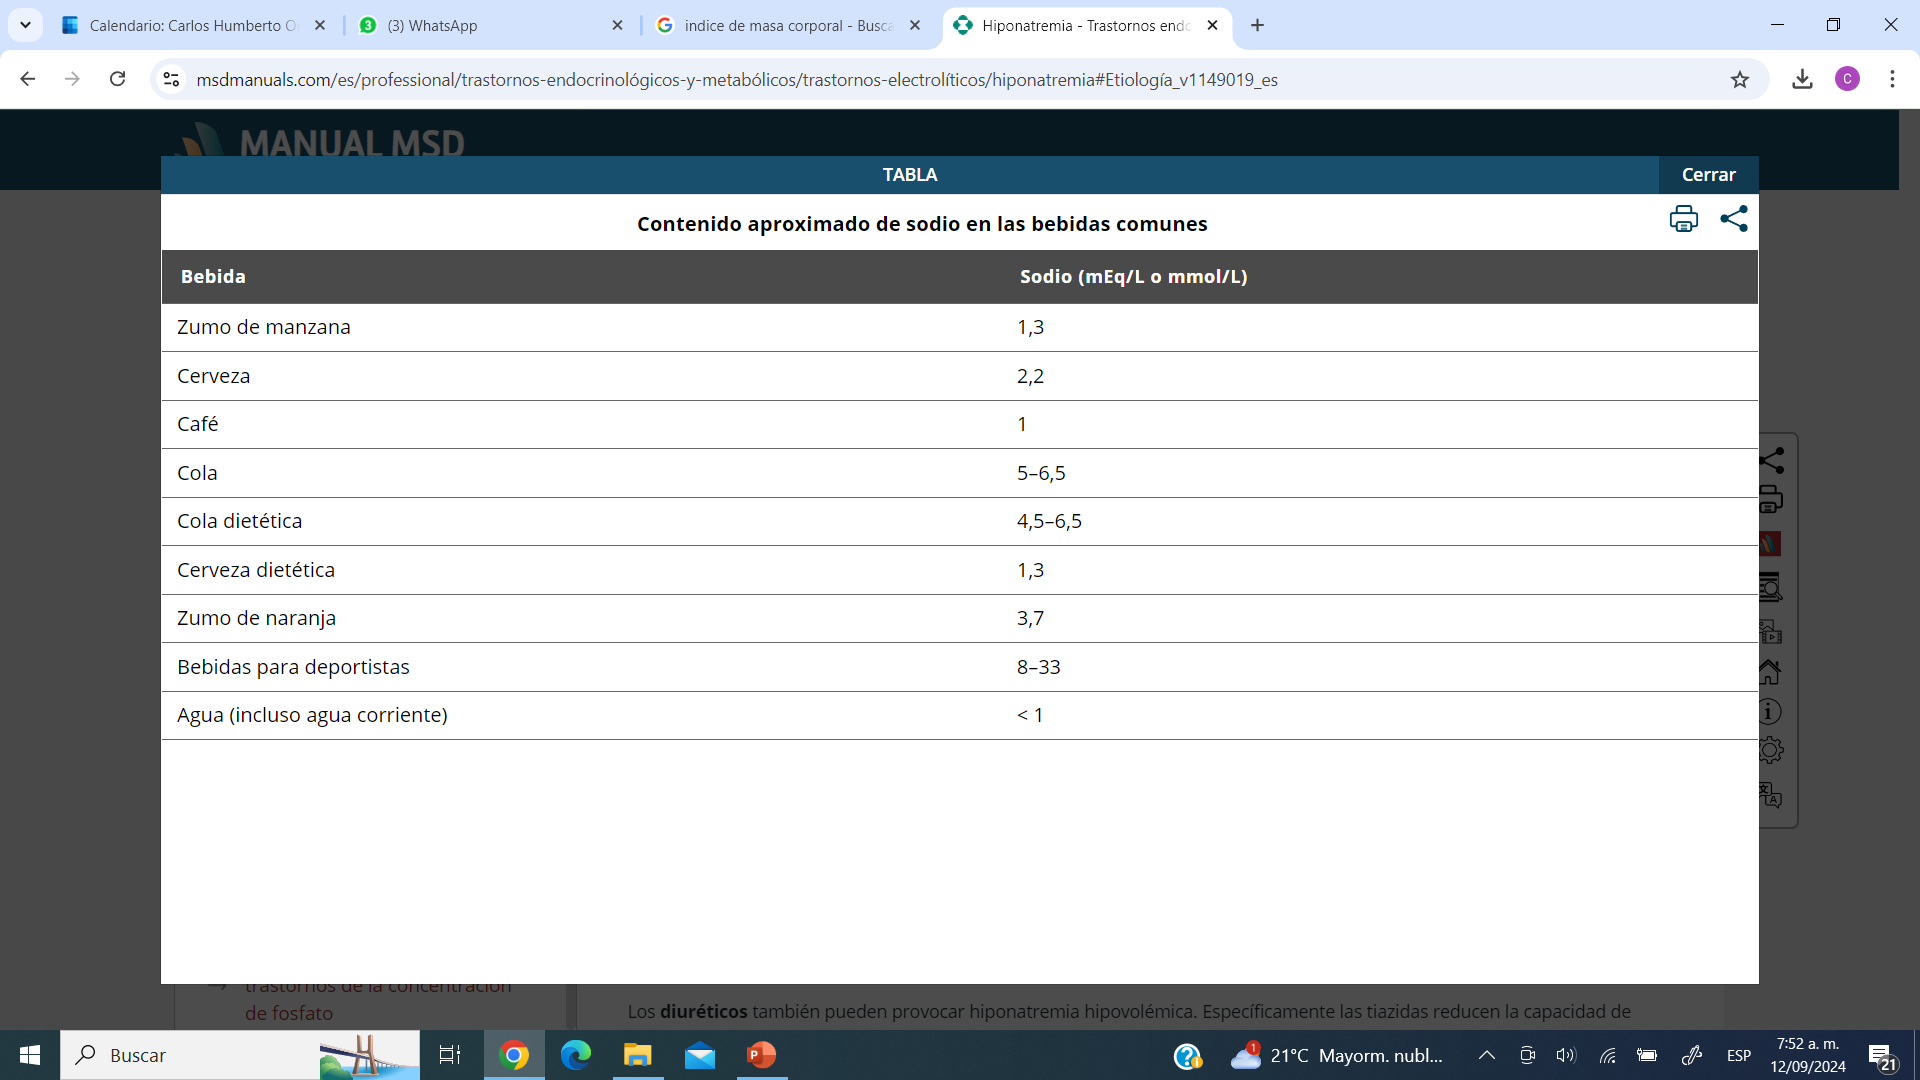 Calendario: Carlos Humberto O
(3) WhatsApp
indice de masa corporal - Busca
Hiponatremia - Trastornos endo
msdmanuals.com/es/professional/trastornos-endocrinológicos-y-metabólicos/trastornos-electrolíticos/hiponatremia#Etiología_v1149019_es
C
MANUAL MSD
TABLA
Cerrar
Contenido aproximado de sodio en las bebidas comunes
Bebida Sodio (mEq/L o mmol/L)
Zumo de manzana 1,3
Cerveza 2,2
Café 1
Cola 5–6,5
Cola dietética 4,5–6,5
Cerveza dietética 1,3
Zumo de naranja 3,7
Bebidas para deportistas 8–33
Agua (incluso agua corriente) < 1
trastornos de la concentración
de fosfato
Los diuréticos también pueden provocar hiponatremia hipovolémica. Específicamente las tiazidas reducen la capacidad de
Buscar
1
21°C Mayorm. nubl...
ESP
7:52 a. m.
12/09/2024
21